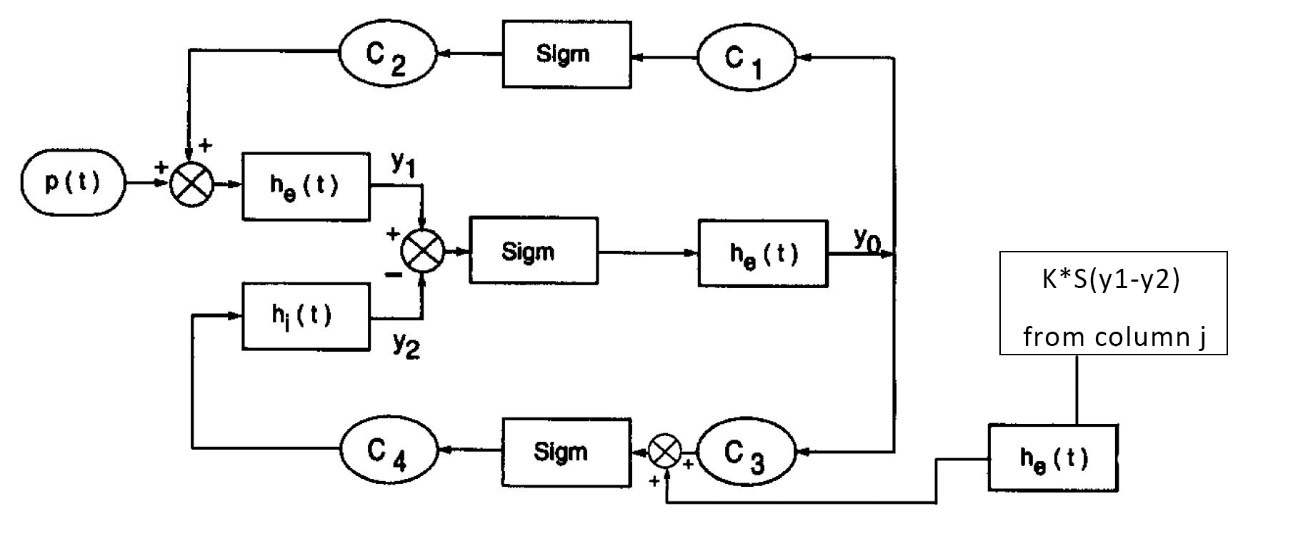 C2
Sigm
C1
+
p(t)
+
he(t)
y1
+
Sigm
he(t)
y0
−
hi(t)
y2
K*S(y1-y2)
from column j
C4
Sigm
+
+
C3
he(t)